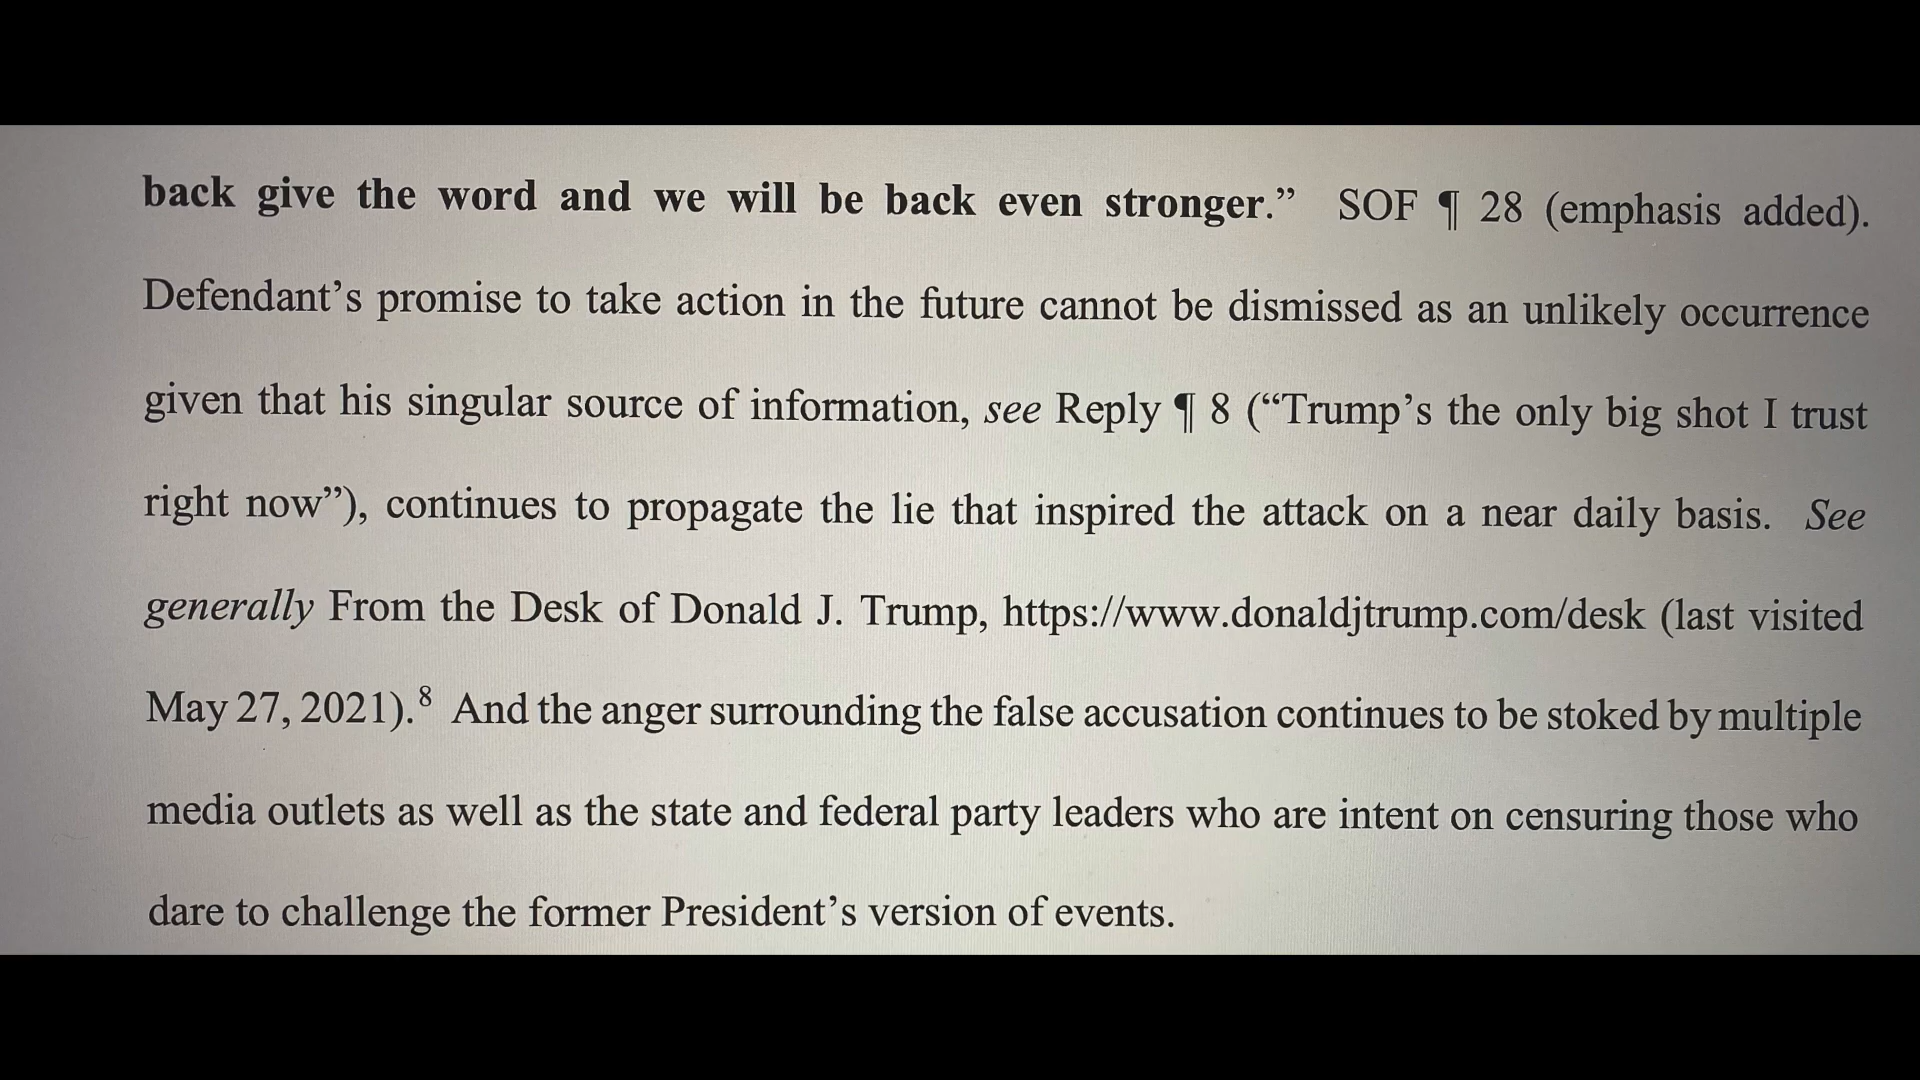 back give the word and we will be back even stronger.” SOF ¶ 28 (emphasis added).
Defendant’s promise to take action in the future cannot be dismissed as an unlikely occurrence
given that his singular source of information, see Reply ¶ 8 (“Trump’s the only big shot I trust
right now”), continues to propagate the lie that inspired the attack on a near daily basis. See
generally From the Desk of Donald J. Trump, https://www.donaldjtrump.com/desk (last visited
May 27, 2021).⁸ And the anger surrounding the false accusation continues to be stoked by multiple
media outlets as well as the state and federal party leaders who are intent on censuring those who
dare to challenge the former President’s version of events.